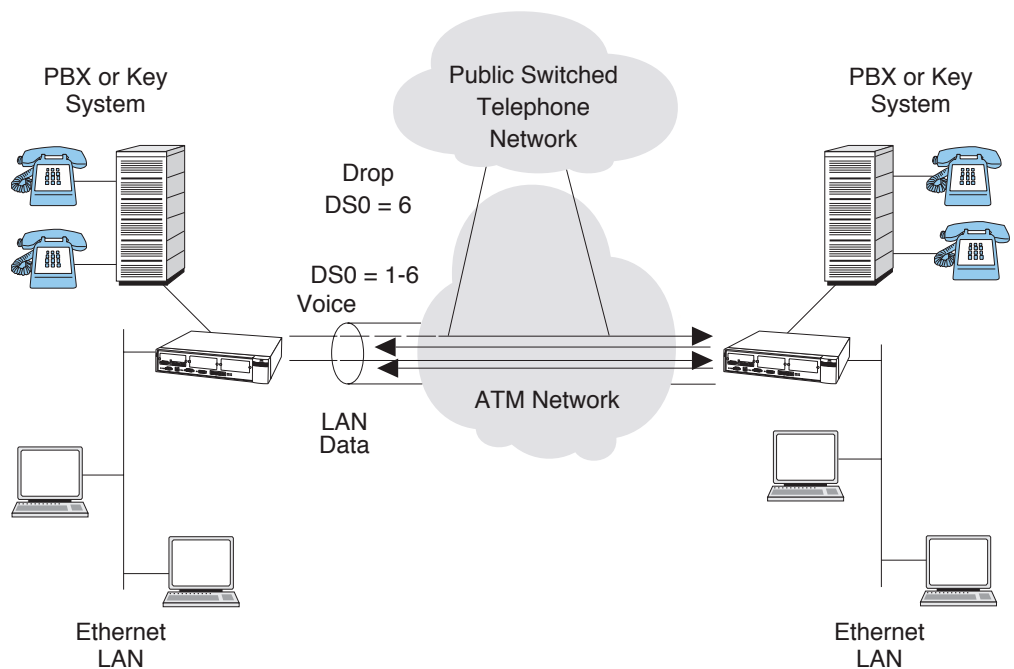 PBX or Key
System
Public Switched
Telephone
Network
PBX or Key
System
Drop
DS0 = 6
DS0 = 1-6
Voice
ATM Network
LAN
Data
Ethernet
LAN
Ethernet
LAN